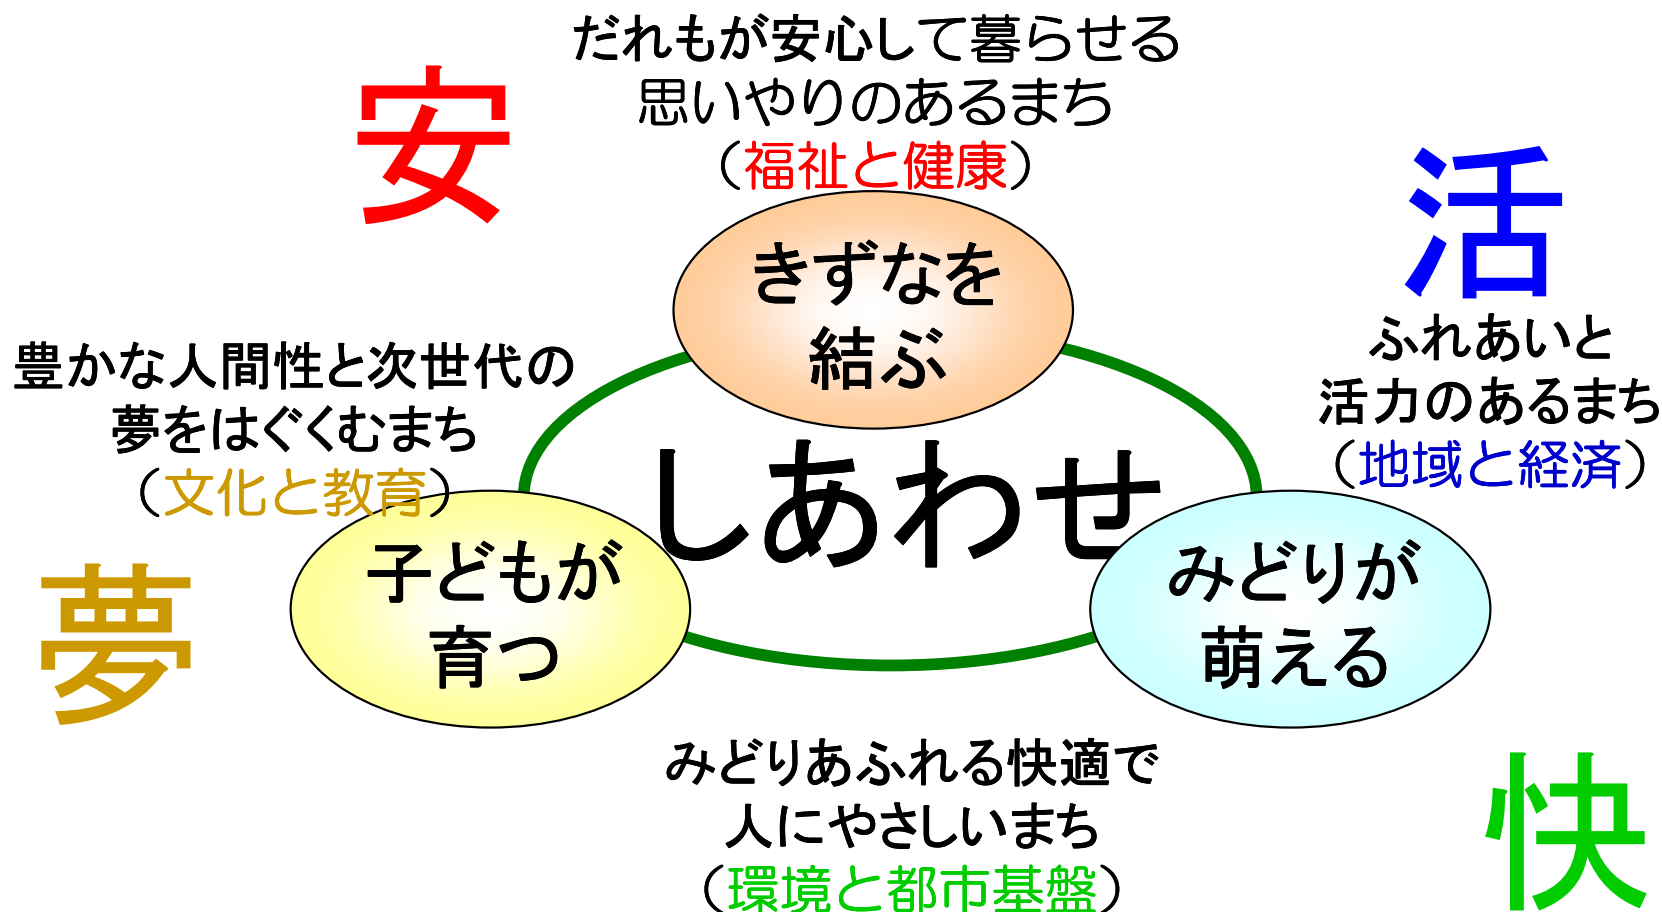 安
だれもが安心して暮らせる
思いやりのあるまち
（福祉と健康）
活
ふれあいと
活力のあるまち
（地域と経済）
きずなを
結ぶ
豊かな人間性と次世代の
夢をはぐくむまち
（文化と教育）
しあわせ
夢
子どもが
育つ
みどりが
萌える
みどりあふれる快適で
人にやさしいまち
（環境と都市基盤）
快